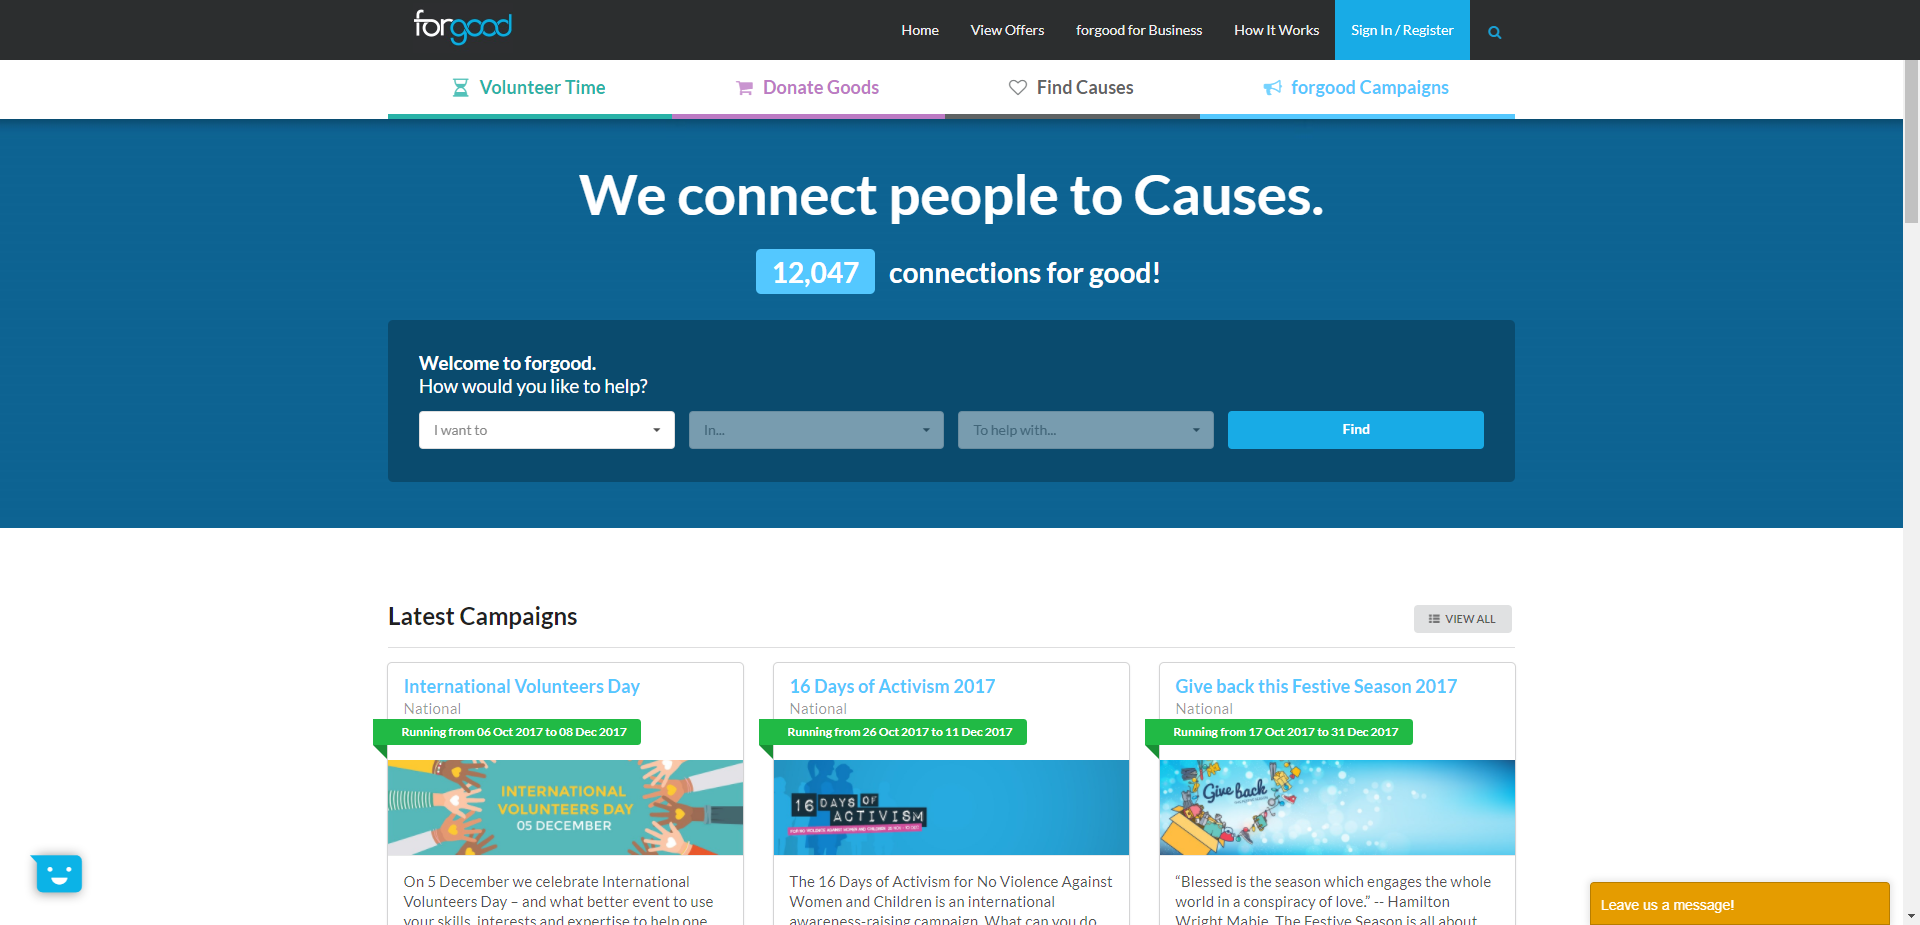 forgood
Home
View Offers
forgood for Business
How It Works
Sign In / Register
Volunteer Time
Donate Goods
Find Causes
forgood Campaigns
We connect people to Causes.
12,047 connections for good!
Welcome to forgood.
How would you like to help?
I want to
In...
To help with...
Find
Latest Campaigns
VIEW ALL
International Volunteers Day
National
Running from 06 Oct 2017 to 08 Dec 2017
INTERNATIONAL
VOLUNTEERS DAY
05 DECEMBER
On 5 December we celebrate International
Volunteers Day – and what better event to use
your skills, interests and expertise to help one
16 Days of Activism 2017
National
Running from 26 Oct 2017 to 11 Dec 2017
16 DAYS OF
ACTIVISM
FOR NO VIOLENCE AGAINST WOMEN AND CHILDREN
The 16 Days of Activism for No Violence Against
Women and Children is an international
awareness-raising campaign. What can you do
Give back this Festive Season 2017
National
Running from 17 Oct 2017 to 31 Dec 2017
Give back
“Blessed is the season which engages the whole
world in a conspiracy of love.” -- Hamilton
Wright Mabie. The Festive Season is all about
Leave us a message!